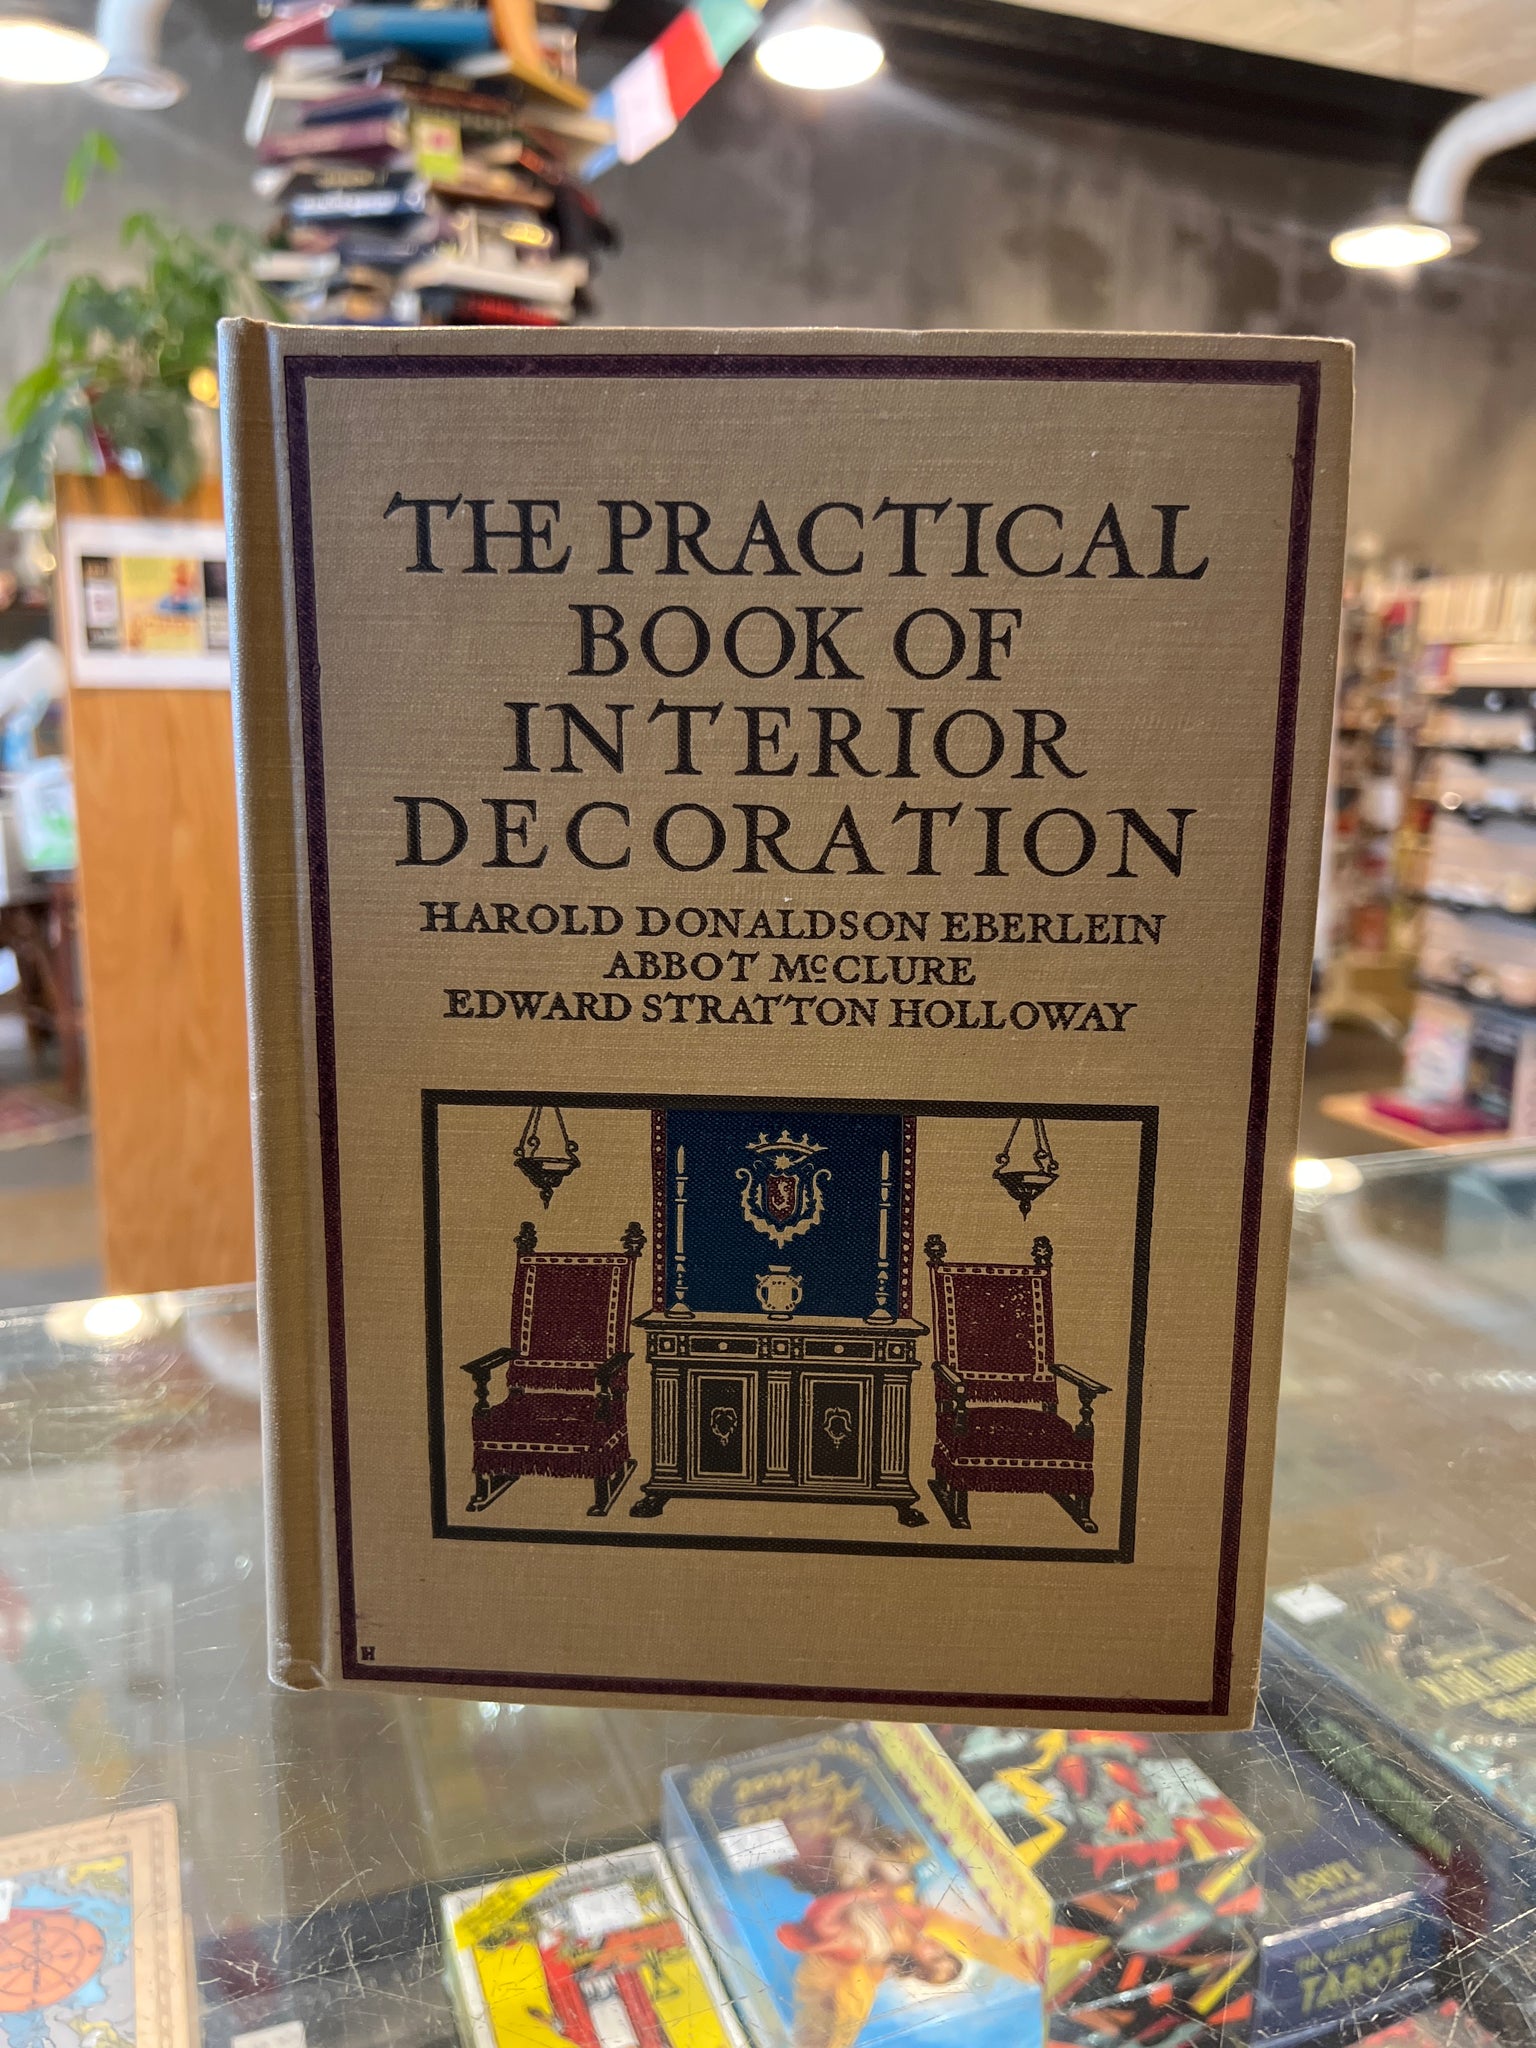 THE PRACTICAL
BOOK OF
INTERIOR
DECORATION
HAROLD DONALDSON EBERLEIN
ABBOT McCLURE
EDWARD STRATTON HOLLOWAY
H
TAROT